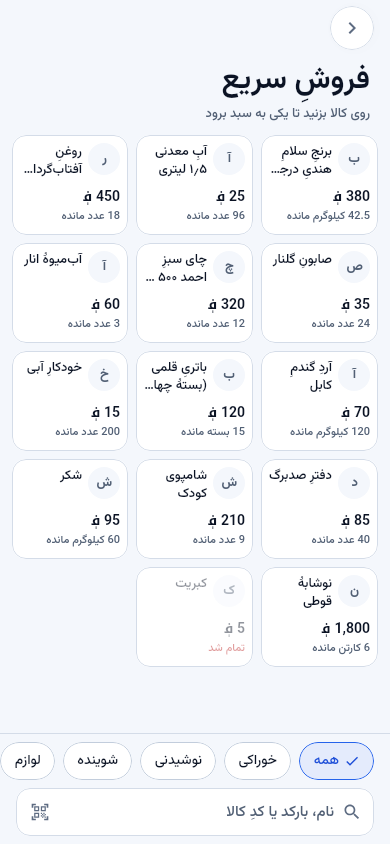 فروشِ سریع
روی کالا بزنید تا یکی به سبد برود
ب
برنجِ سلامِ
هندیِ درجـ...
380 ؋
42.5 کیلوگرم مانده
آ
آبِ معدنی
۱٫۵ لیتری
25 ؋
96 عدد مانده
ر
روغنِ
آفتاب‌گردا...
450 ؋
18 عدد مانده
ص
صابونِ گلنار
35 ؋
24 عدد مانده
چ
چای سبزِ
احمد ۵۰۰ ...
320 ؋
12 عدد مانده
آ
آب‌میوهٔ انار
60 ؋
3 عدد مانده
آ
آردِ گندمِ
کابل
70 ؋
120 کیلوگرم مانده
ب
باتریِ قلمی
(بستهٔ چها...
120 ؋
15 بسته مانده
خ
خودکارِ آبی
15 ؋
200 عدد مانده
د
دفترِ صدبرگ
85 ؋
40 عدد مانده
ش
شامپوی
کودک
210 ؋
9 عدد مانده
ش
شکر
95 ؋
60 کیلوگرم مانده
ن
نوشابهٔ
قوطی
1,800 ؋
6 کارتن مانده
ک
کبریت
5 ؋
تمام شد
همه
خوراکی
نوشیدنی
شوینده
لوازم
نام، بارکد یا کدِ کالا